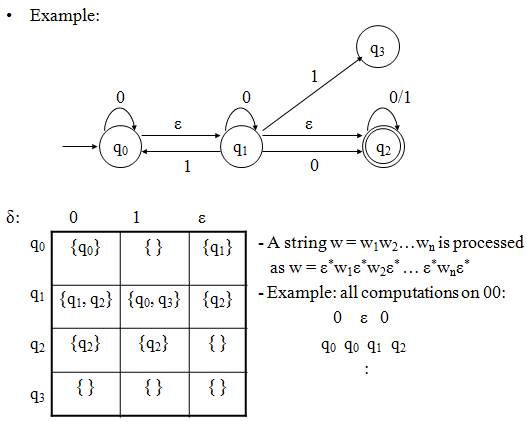 • Example:
q3
1
0 0 0/1
ε ε
q0 q1 q2
1 0
δ: 0 1 ε
q0 {q0} { } {q1}
q1 {q1, q2} {q0, q3} {q2}
q2 {q2} {q2} { }
q3 { } { } { }
- A string w = w1w2…wn is processed
as w = ε*w1ε*w2ε* … ε*wnε*
- Example: all computations on 00:
0 ε 0
q0 q0 q1 q2
: